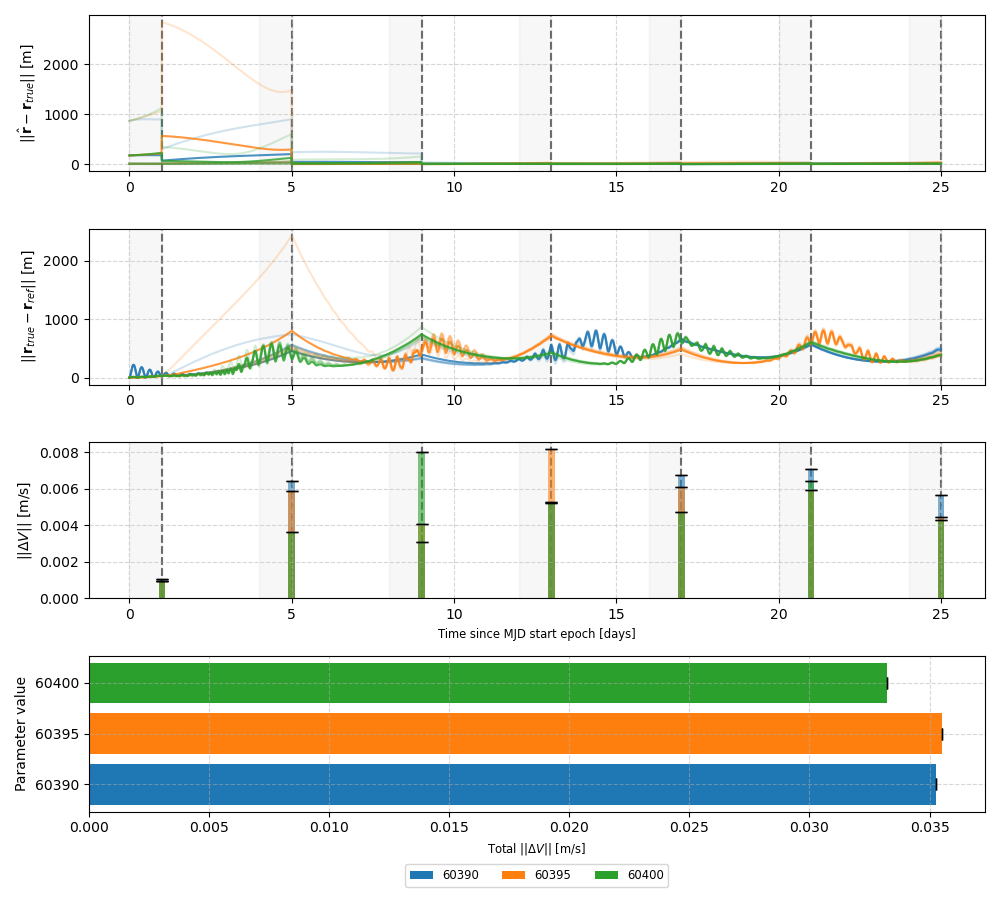 ||r̂ − r_true|| [m]
2000
1000
0
0 5 10 15 20 25
||r_true − r_ref|| [m]
2000
1000
0
0 5 10 15 20 25
||ΔV|| [m/s]
0.008
0.006
0.004
0.002
0.000
0 5 10 15 20 25
Time since MJD start epoch [days]
Parameter value
60400
60395
60390
0.000 0.005 0.010 0.015 0.020 0.025 0.030 0.035
Total ||ΔV|| [m/s]
60390 60395 60400